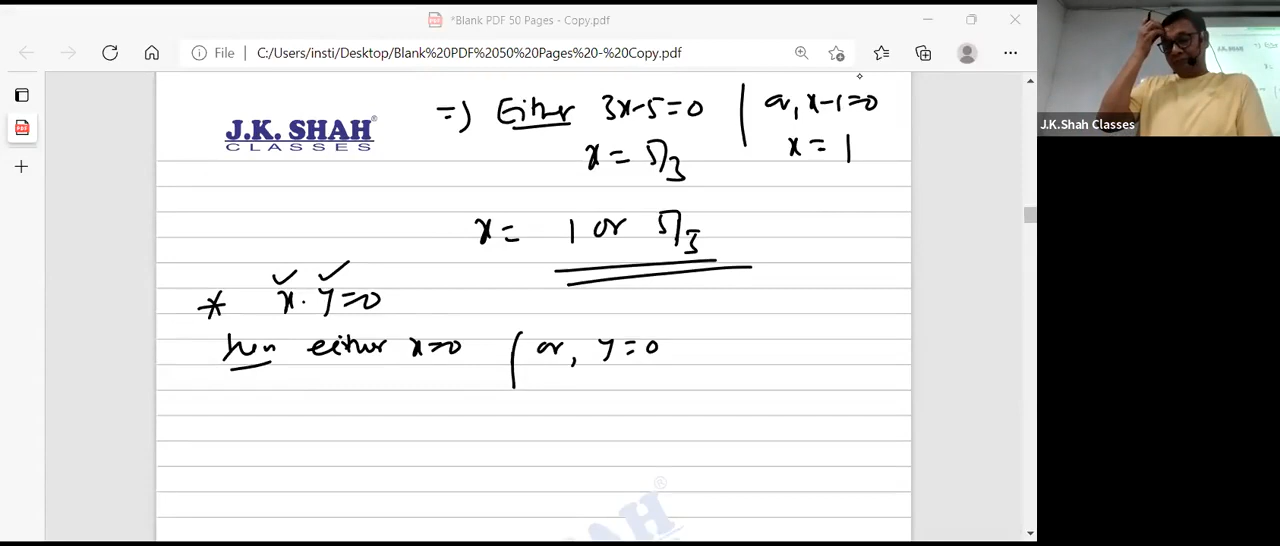 *Blank PDF 50 Pages - Copy.pdf
File | C:/Users/insti/Desktop/Blank%20PDF%2050%20Pages%20-%20Copy.pdf
J.K.Shah Classes
=> Either 3x-5=0 | or, x-1=0
x = 5/3 x = 1
J.K. SHAH®
CLASSES
x = 1 or 5/3
* x . y = 0
then either x=0 | or, y = 0
AH ®